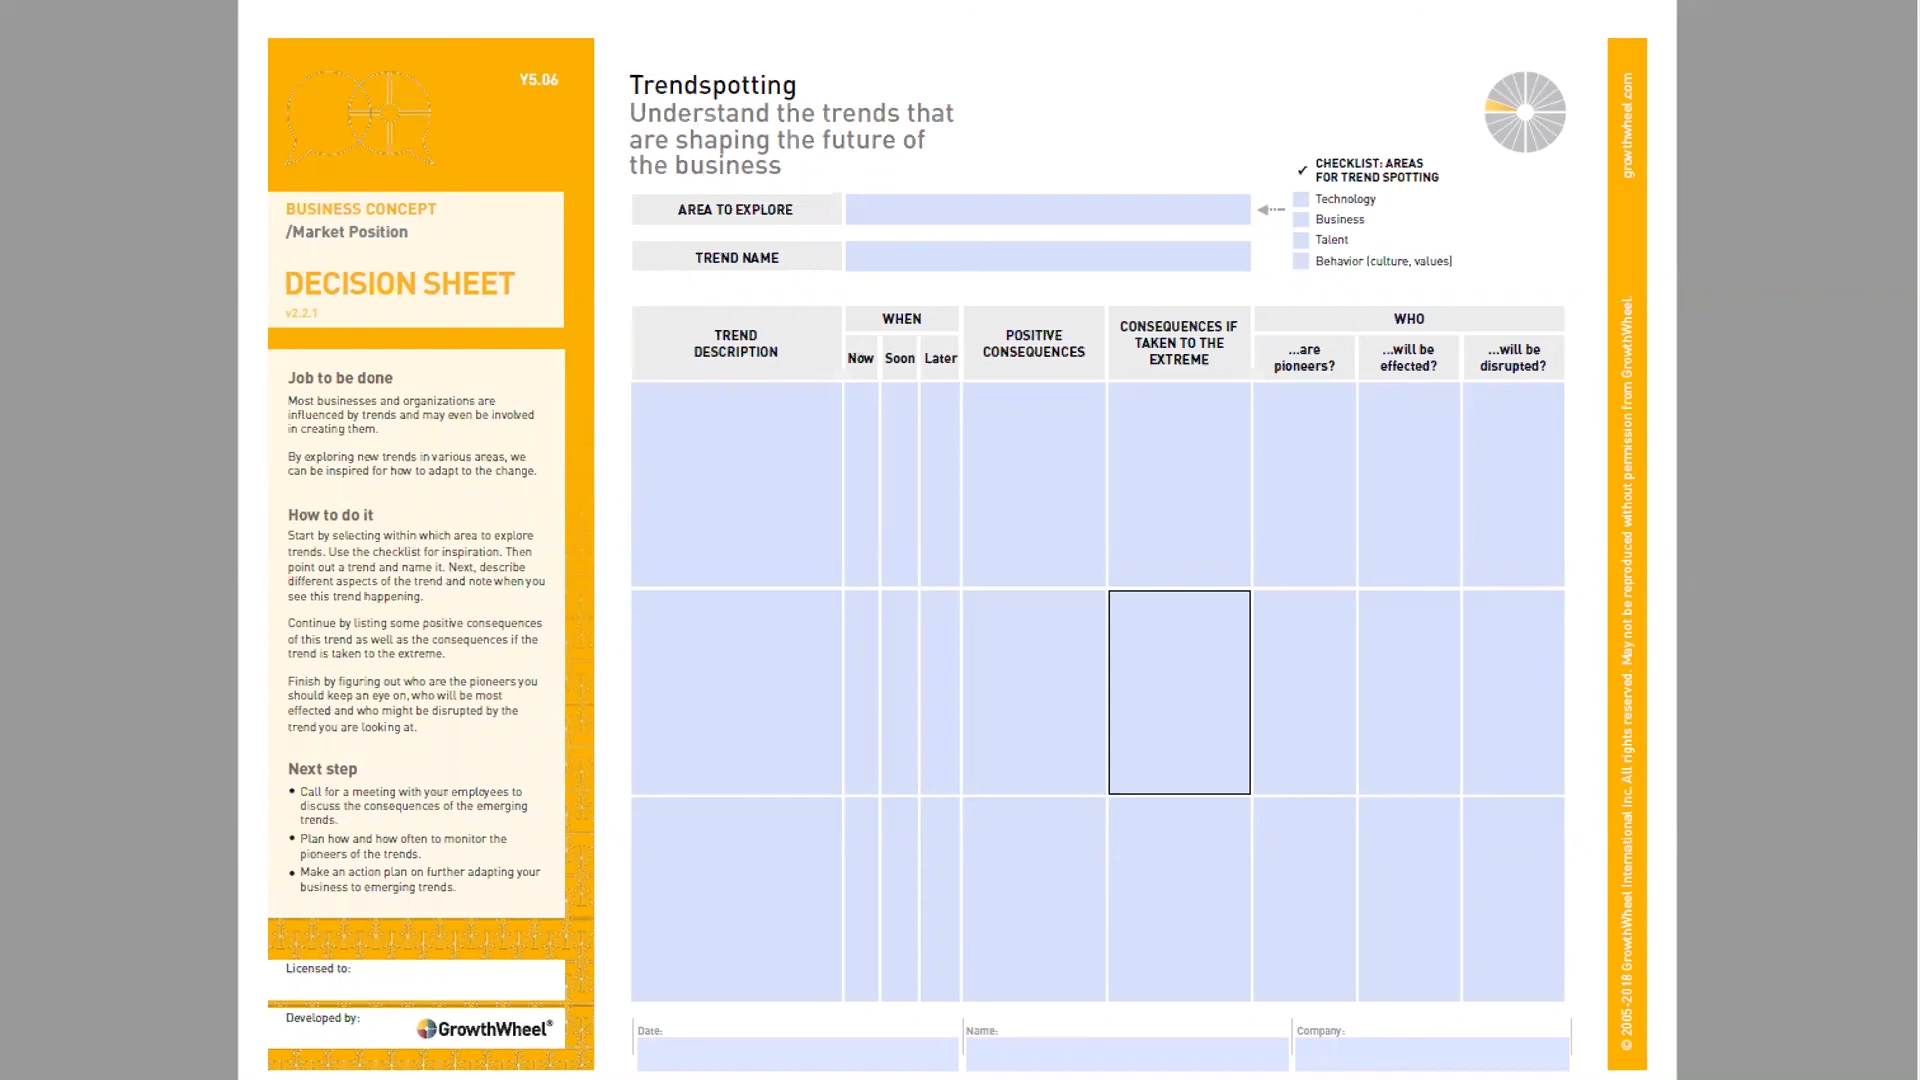 Y5.06
BUSINESS CONCEPT
/Market Position
DECISION SHEET
v2.2.1
Job to be done
Most businesses and organizations are
influenced by trends and may even be involved
in creating them.
By exploring new trends in various areas, we
can be inspired for how to adapt to the change.
How to do it
Start by selecting within which area to explore
trends. Use the checklist for inspiration. Then
point out a trend and name it. Next, describe
different aspects of the trend and note when you
see this trend happening.
Continue by listing some positive consequences
of this trend as well as the consequences if the
trend is taken to the extreme.
Finish by figuring out who are the pioneers you
should keep an eye on, who will be most
effected and who might be disrupted by the
trend you are looking at.
Next step
• Call for a meeting with your employees to
discuss the consequences of the emerging
trends.
• Plan how and how often to monitor the
pioneers of the trends.
• Make an action plan on further adapting your
business to emerging trends.
Licensed to:
Developed by:
GrowthWheel®
Trendspotting
Understand the trends that
are shaping the future of
the business
AREA TO EXPLORE
TREND NAME
✓ CHECKLIST: AREAS
FOR TREND SPOTTING
Technology
Business
Talent
Behavior (culture, values)
TREND
DESCRIPTION
WHEN
Now Soon Later
POSITIVE
CONSEQUENCES
CONSEQUENCES IF
TAKEN TO THE
EXTREME
WHO
...are
pioneers?
...will be
effected?
...will be
disrupted?
Date:
Name:
Company:
growthwheel.com
© 2005-2018 GrowthWheel International Inc. All rights reserved. May not be reproduced without permission from GrowthWheel.